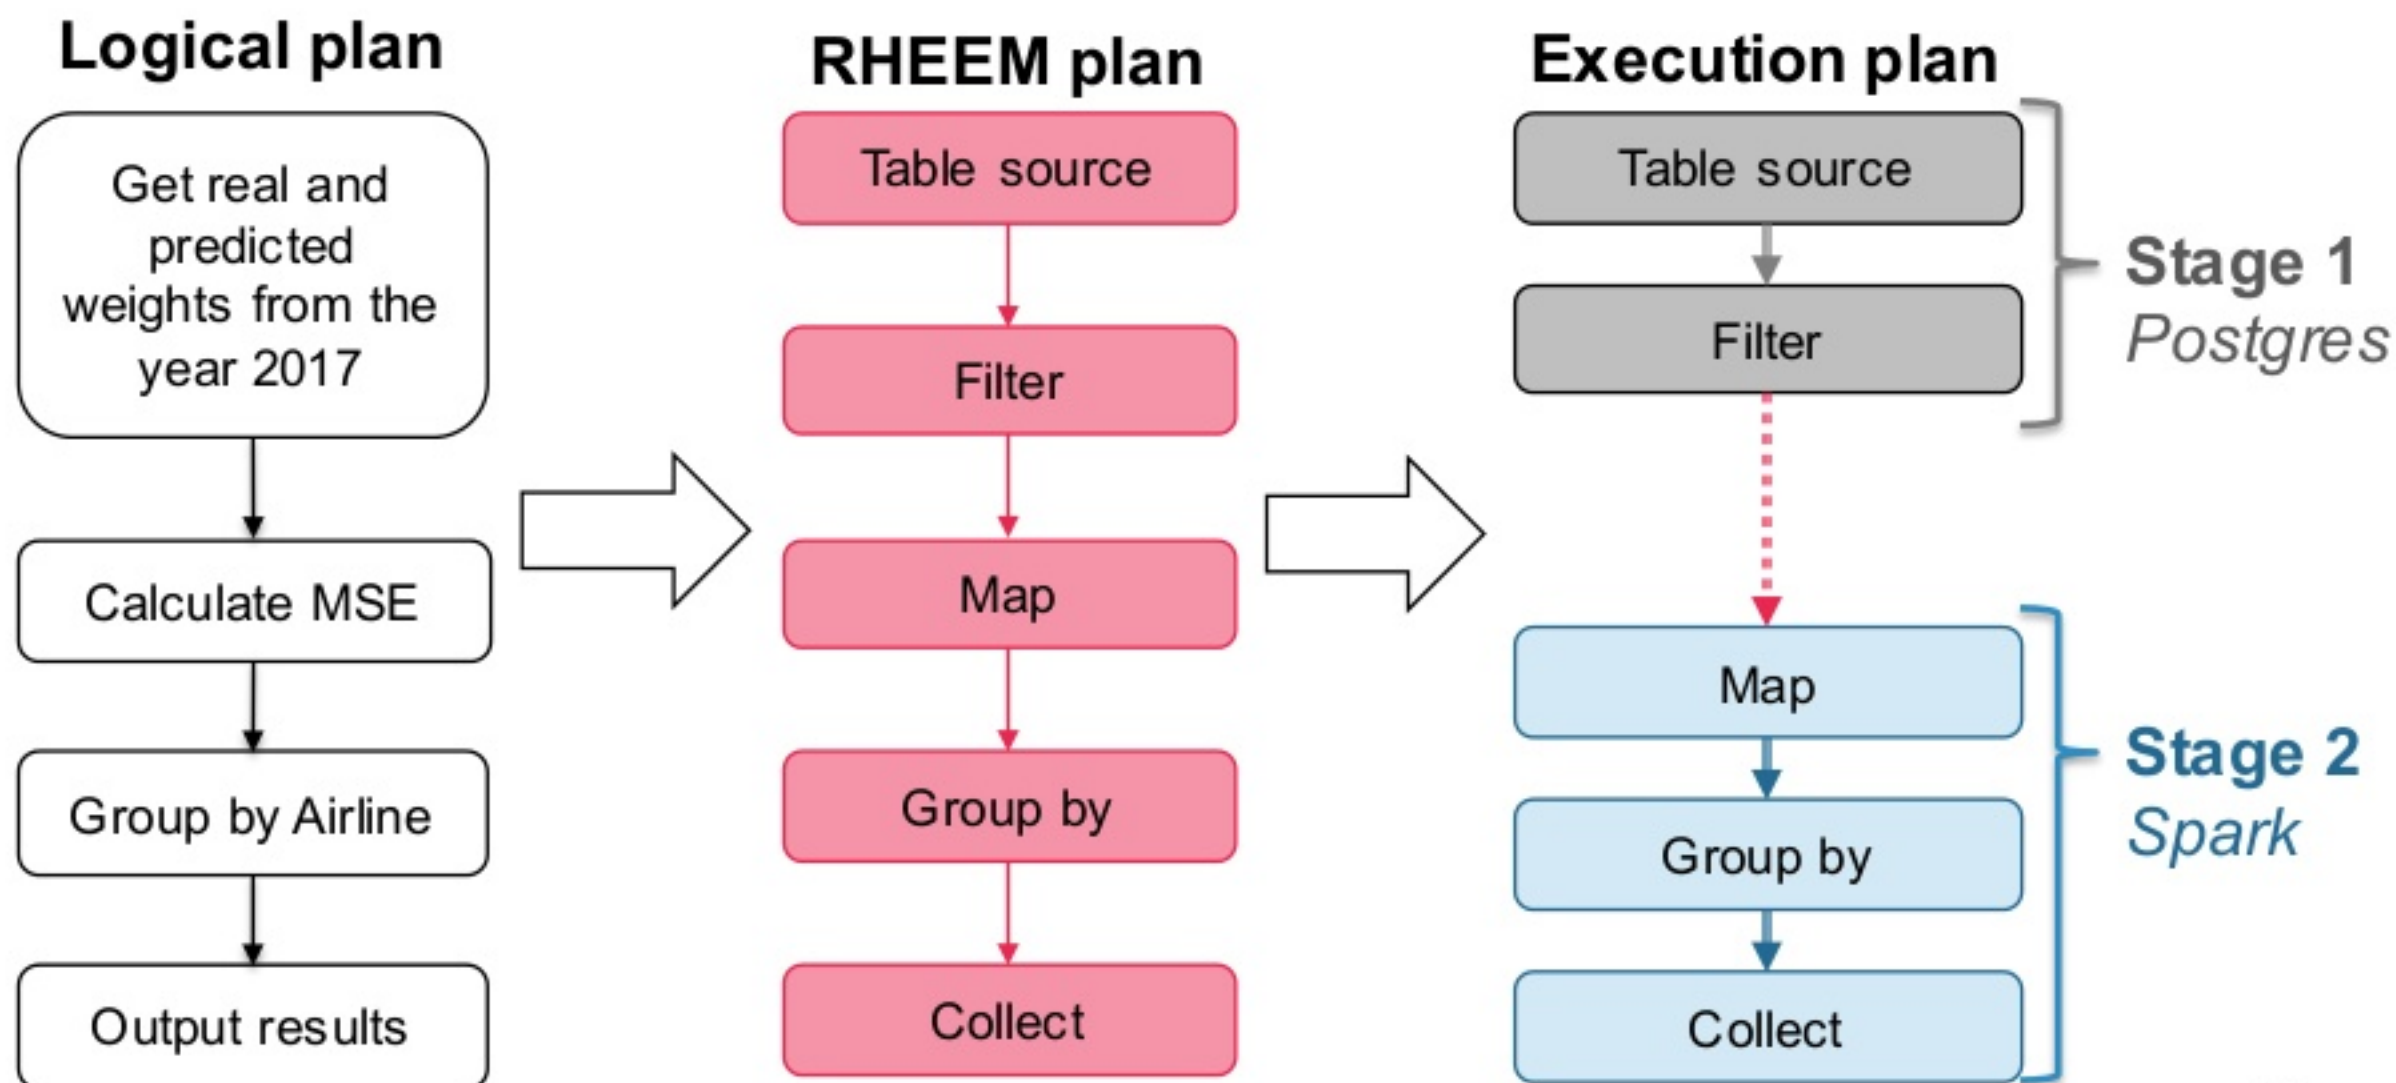 Logical plan
Get real and
predicted
weights from the
year 2017
Calculate MSE
Group by Airline
Output results
RHEEM plan
Table source
Filter
Map
Group by
Collect
Execution plan
Table source
Filter
Map
Group by
Collect
Stage 1
Postgres
Stage 2
Spark